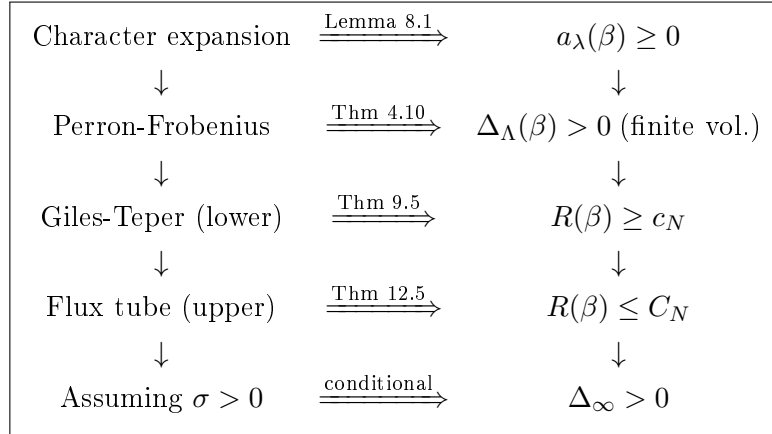 Character expansion  ⟹ (Lemma 8.1)  a_λ(β) ≥ 0
↓  ↓
Perron-Frobenius  ⟹ (Thm 4.10)  Δ_Λ(β) > 0 (finite vol.)
↓  ↓
Giles-Teper (lower)  ⟹ (Thm 9.5)  R(β) ≥ c_N
↓  ↓
Flux tube (upper)  ⟹ (Thm 12.5)  R(β) ≤ C_N
↓  ↓
Assuming σ > 0  ⟹ (conditional)  Δ_∞ > 0